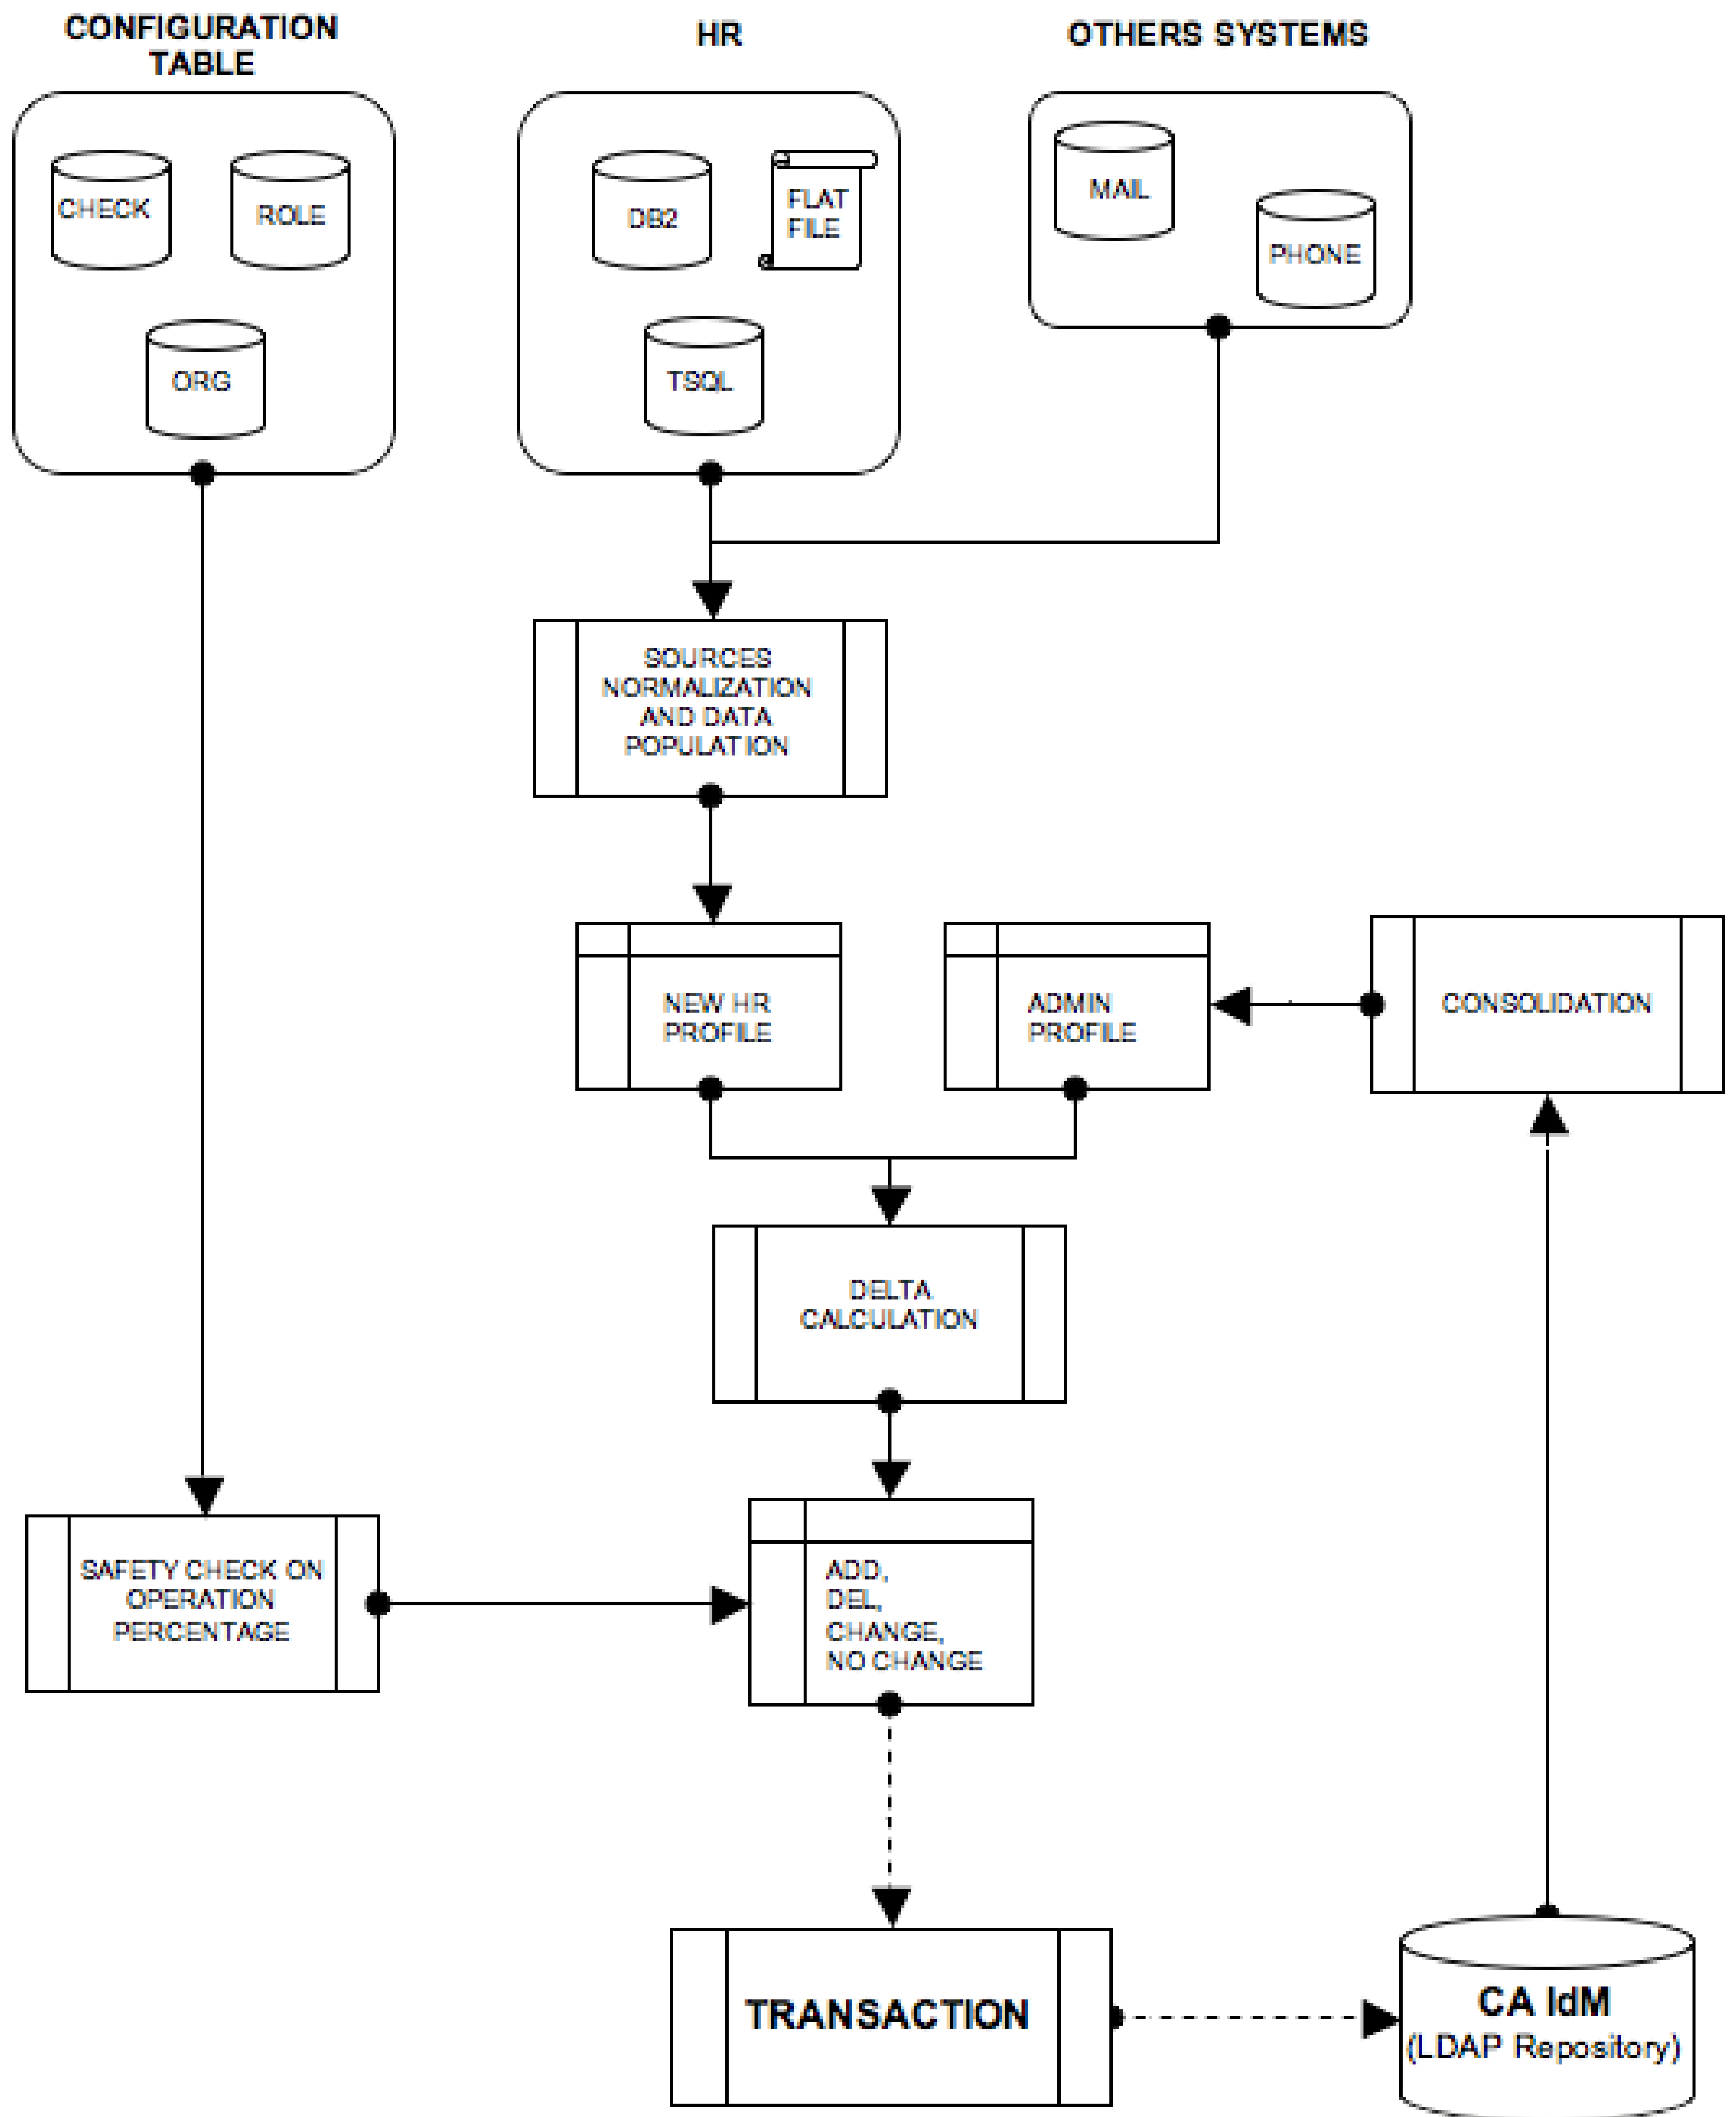 CONFIGURATION
TABLE
HR
OTHERS SYSTEMS
CHECK
ROLE
ORG
DB2
FLAT
FILE
TSQL
MAIL
PHONE
SOURCES
NORMALIZATION
AND DATA
POPULATION
NEW HR
PROFILE
ADMIN
PROFILE
CONSOLIDATION
DELTA
CALCULATION
SAFETY CHECK ON
OPERATION
PERCENTAGE
ADD,
DEL,
CHANGE,
NO CHANGE
TRANSACTION
CA IdM
(LDAP Repository)